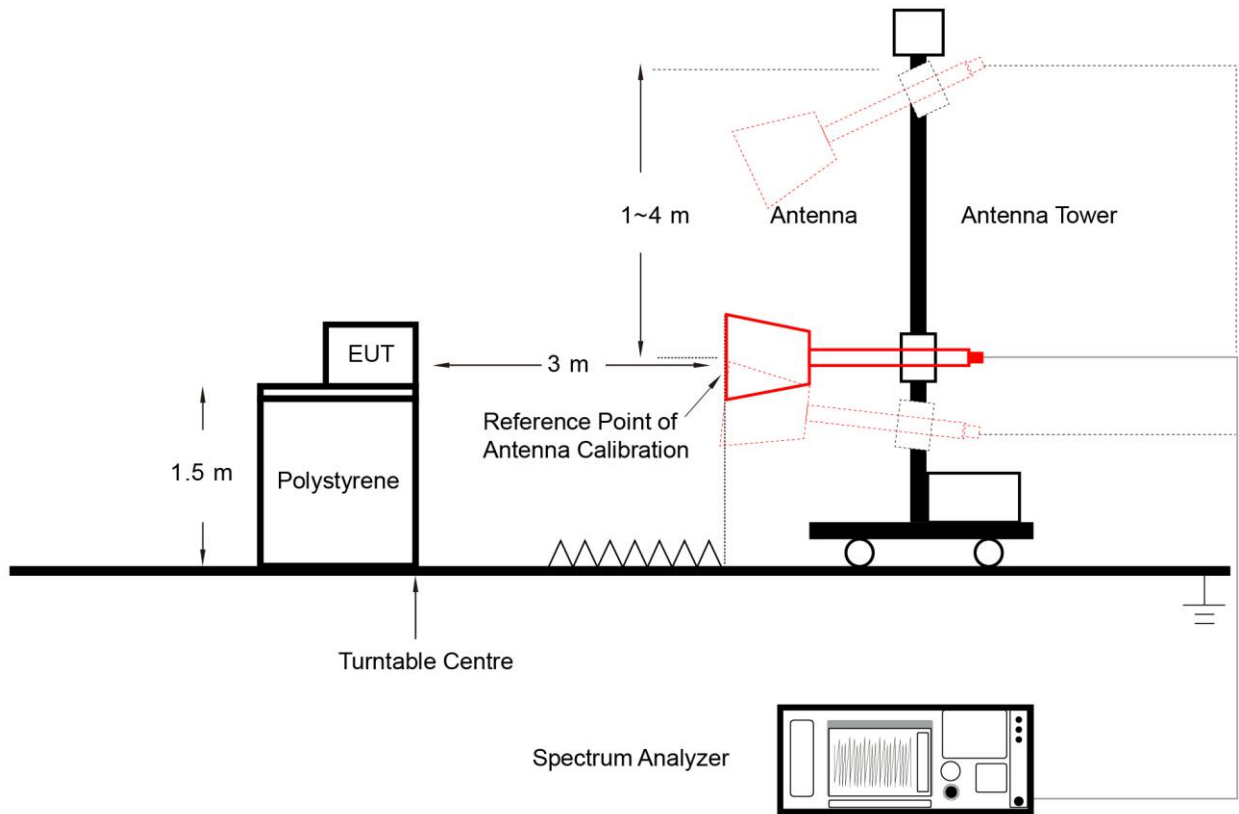 1~4 m
Antenna
Antenna Tower
EUT
3 m
Reference Point of
Antenna Calibration
1.5 m
Polystyrene
Turntable Centre
Spectrum Analyzer